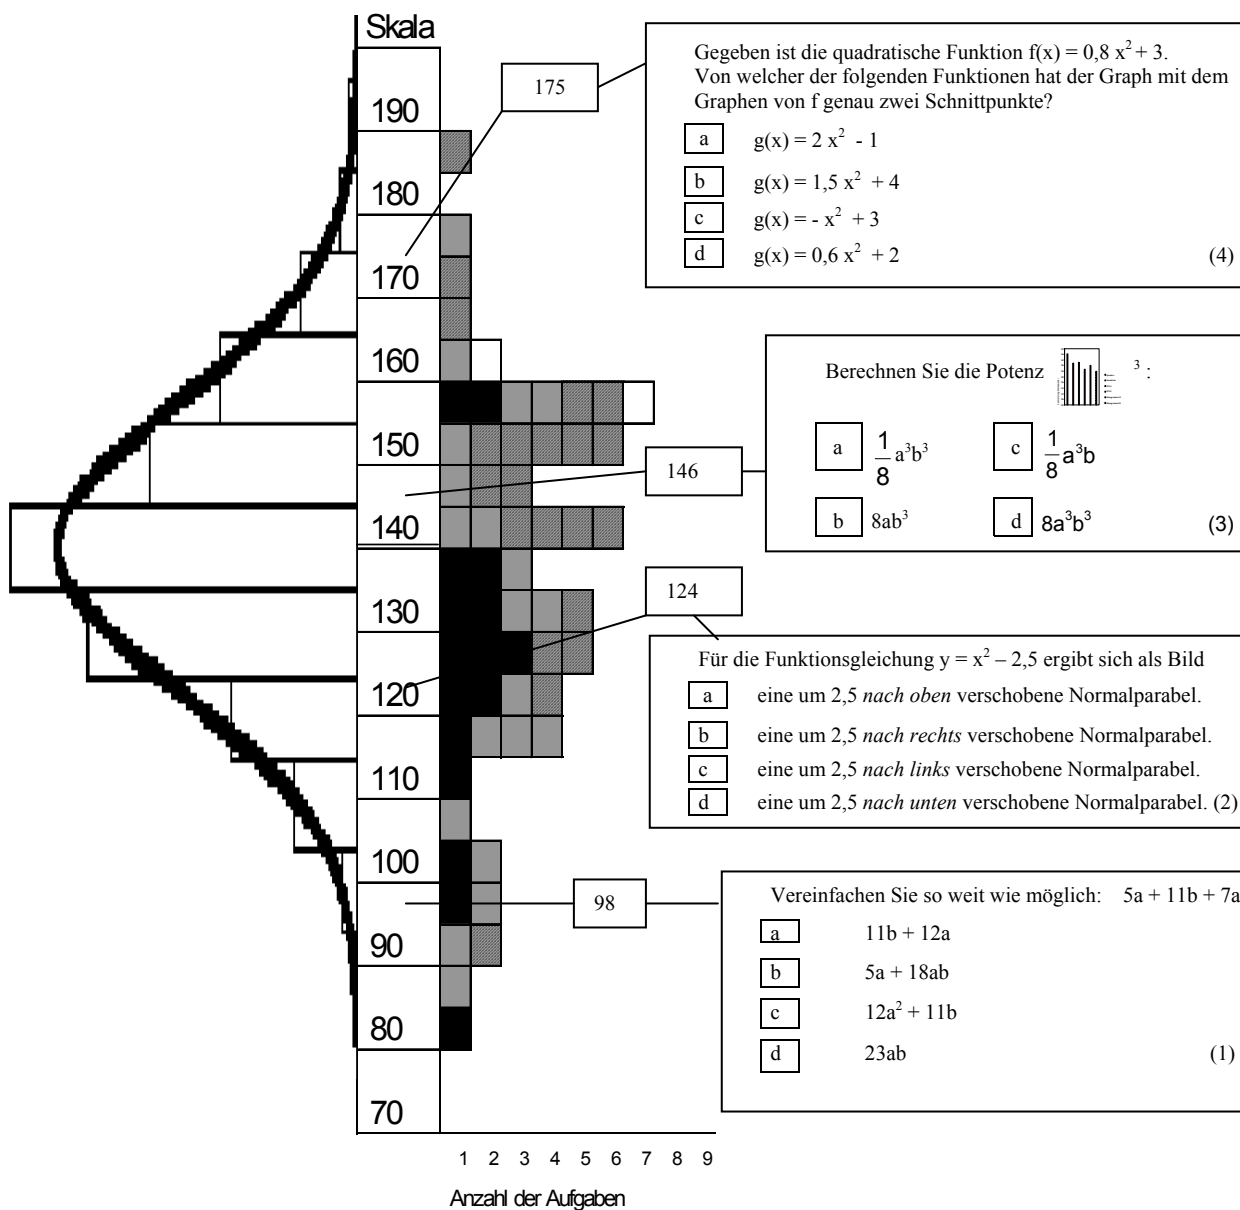 Skala
190
180
170
160
150
140
130
120
110
100
90
80
70
1 2 3 4 5 6 7 8 9
Anzahl der Aufgaben
175
Gegeben ist die quadratische Funktion f(x) = 0,8 x² + 3.
Von welcher der folgenden Funktionen hat der Graph mit dem
Graphen von f genau zwei Schnittpunkte?
a g(x) = 2 x² - 1
b g(x) = 1,5 x² + 4
c g(x) = - x² + 3
d g(x) = 0,6 x² + 2 (4)
146
Berechnen Sie die Potenz ³ :
a 1/8 a³b³ c 1/8 a³b
b 8ab³ d 8a³b³ (3)
124
Für die Funktionsgleichung y = x² – 2,5 ergibt sich als Bild
a eine um 2,5 nach oben verschobene Normalparabel.
b eine um 2,5 nach rechts verschobene Normalparabel.
c eine um 2,5 nach links verschobene Normalparabel.
d eine um 2,5 nach unten verschobene Normalparabel. (2)
98
Vereinfachen Sie so weit wie möglich: 5a + 11b + 7a
a 11b + 12a
b 5a + 18ab
c 12a² + 11b
d 23ab (1)